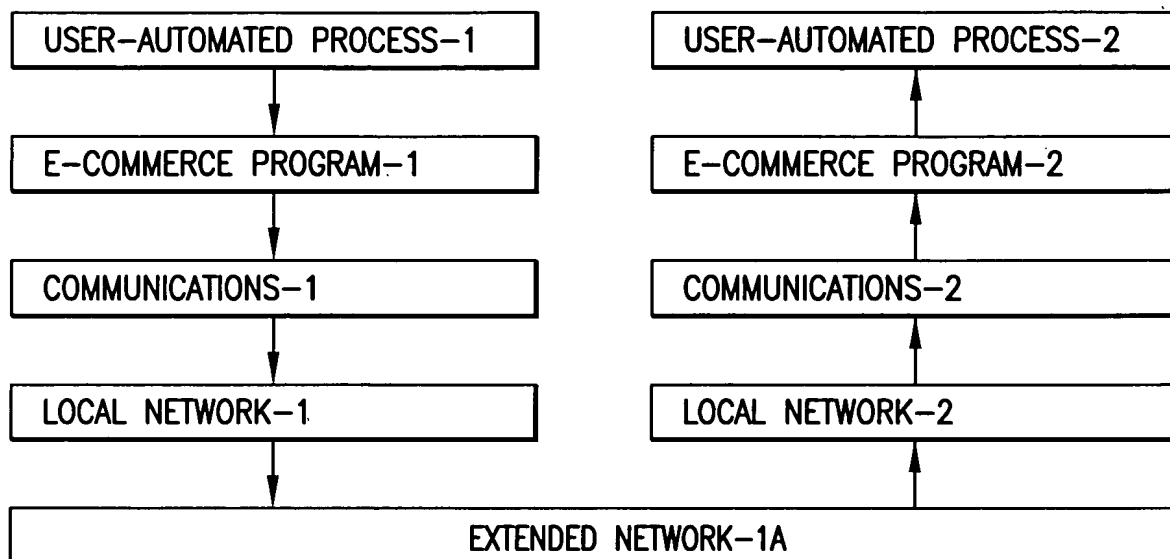 USER-AUTOMATED PROCESS-1
E-COMMERCE PROGRAM-1
COMMUNICATIONS-1
LOCAL NETWORK-1
USER-AUTOMATED PROCESS-2
E-COMMERCE PROGRAM-2
COMMUNICATIONS-2
LOCAL NETWORK-2
EXTENDED NETWORK-1A